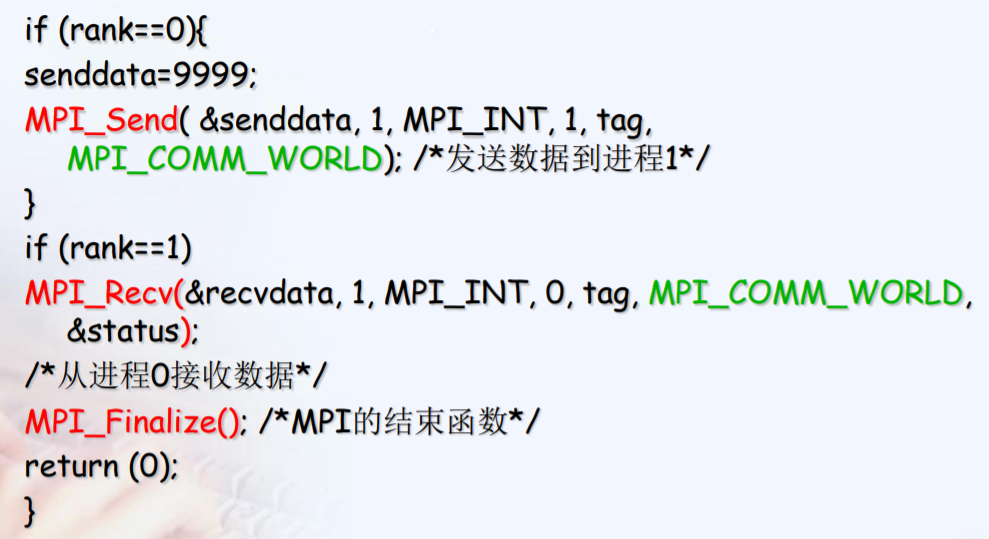 if (rank==0){
senddata=9999;
MPI_Send( &senddata, 1, MPI_INT, 1, tag,
MPI_COMM_WORLD); /*发送数据到进程1*/
}
if (rank==1)
MPI_Recv(&recvdata, 1, MPI_INT, 0, tag, MPI_COMM_WORLD,
&status);
/*从进程0接收数据*/
MPI_Finalize(); /*MPI的结束函数*/
return (0);
}